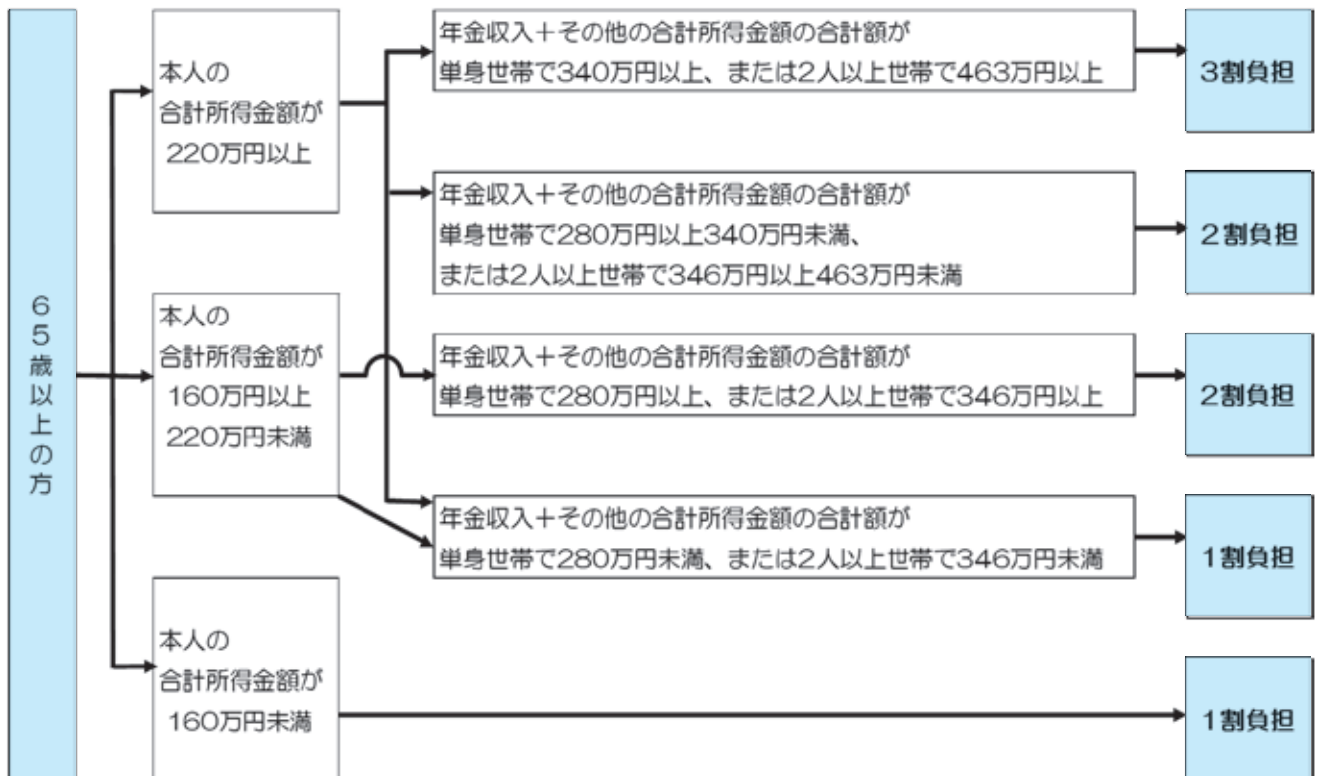 65歳以上の方
本人の
合計所得金額が
220万円以上
年金収入＋その他の合計所得金額の合計額が
単身世帯で340万円以上、または2人以上世帯で463万円以上
3割負担
年金収入＋その他の合計所得金額の合計額が
単身世帯で280万円以上340万円未満、
または2人以上世帯で346万円以上463万円未満
2割負担
本人の
合計所得金額が
160万円以上
220万円未満
年金収入＋その他の合計所得金額の合計額が
単身世帯で280万円以上、または2人以上世帯で346万円以上
2割負担
年金収入＋その他の合計所得金額の合計額が
単身世帯で280万円未満、または2人以上世帯で346万円未満
1割負担
本人の
合計所得金額が
160万円未満
1割負担